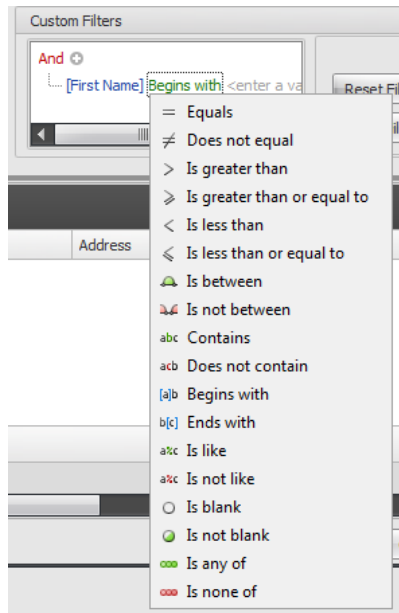 Custom Filters
And
[First Name] Begins with <enter a va
Reset Fil
Equals
Does not equal
Is greater than
Is greater than or equal to
Is less than
Is less than or equal to
Address
Is between
Is not between
abc Contains
acb Does not contain
[a]b Begins with
b[c] Ends with
a%c Is like
a%c Is not like
Is blank
Is not blank
Is any of
Is none of